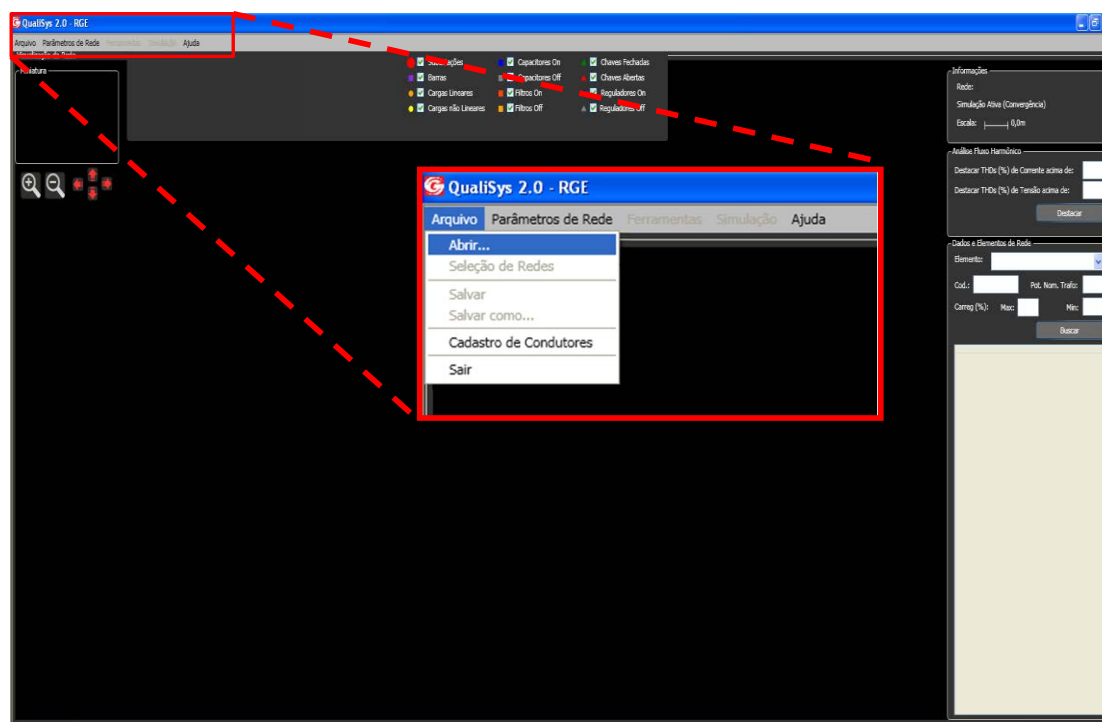 QualiSys 2.0 - RGE
Arquivo Parâmetros de Rede Ferramentas Simulação Ajuda
Visualização da Rede
Miniatura
Subestações
Capacitores On
Chaves Fechadas
Barras
Capacitores Off
Chaves Abertas
Cargas Lineares
Filtros On
Reguladores On
Cargas não Lineares
Filtros Off
Reguladores Off
Informações
Rede:
Simulação Ativa (Convergência)
Escala: 0,0m
Análise Fluxo Harmônico
Destacar THDs (%) de Corrente acima de:
Destacar THDs (%) de Tensão acima de:
Destacar
Dados e Elementos de Rede
Elemento:
Cod.: Pot. Nom. Trafo:
Carreg (%): Max: Min:
Buscar
QualiSys 2.0 - RGE
Arquivo Parâmetros de Rede Ferramentas Simulação Ajuda
Abrir...
Seleção de Redes
Salvar
Salvar como...
Cadastro de Condutores
Sair